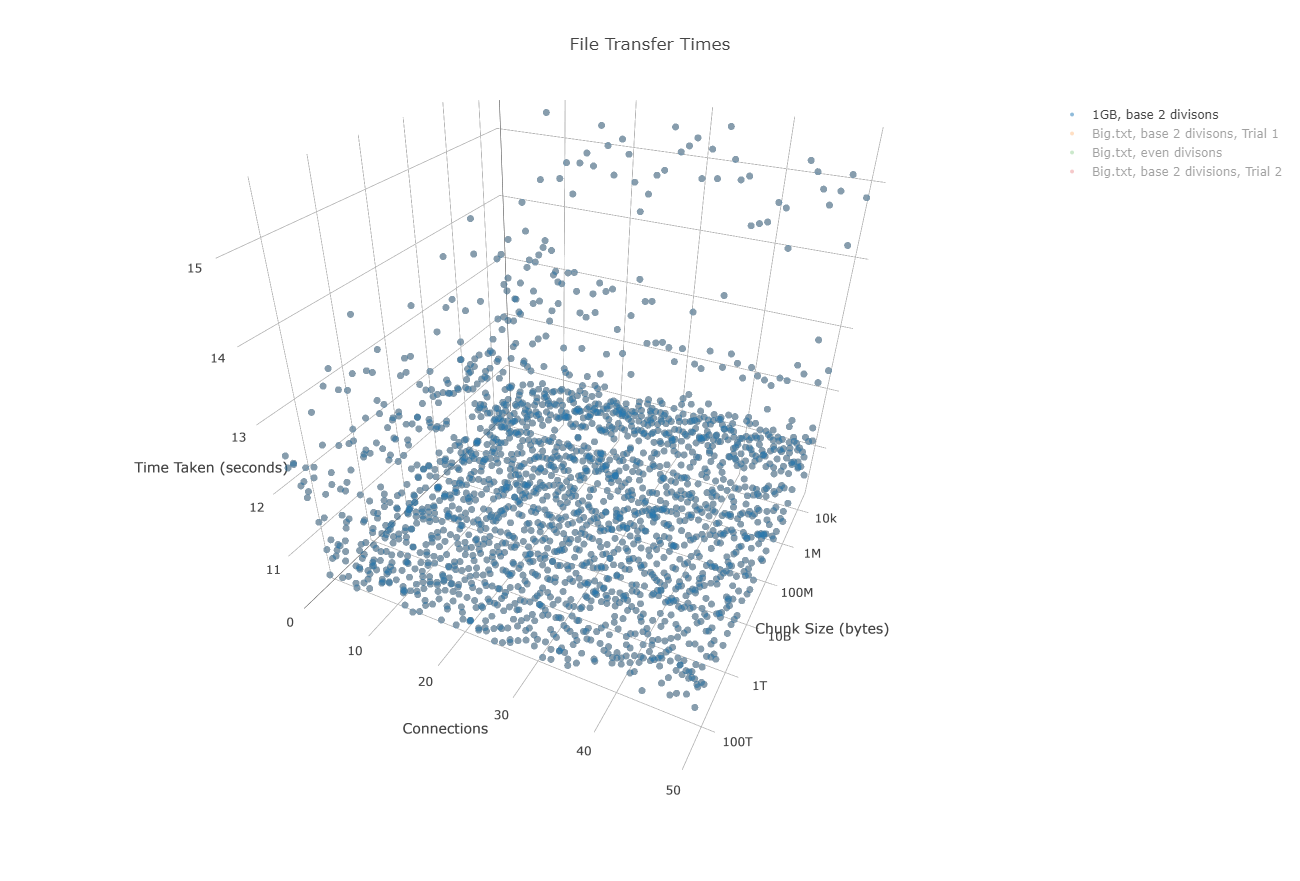 File Transfer Times
1GB, base 2 divisons
Big.txt, base 2 divisons, Trial 1
Big.txt, even divisons
Big.txt, base 2 divisions, Trial 2
15
14
13
12
11
Time Taken (seconds)
0
10
20
30
40
50
Connections
10k
1M
100M
10B
1T
100T
Chunk Size (bytes)